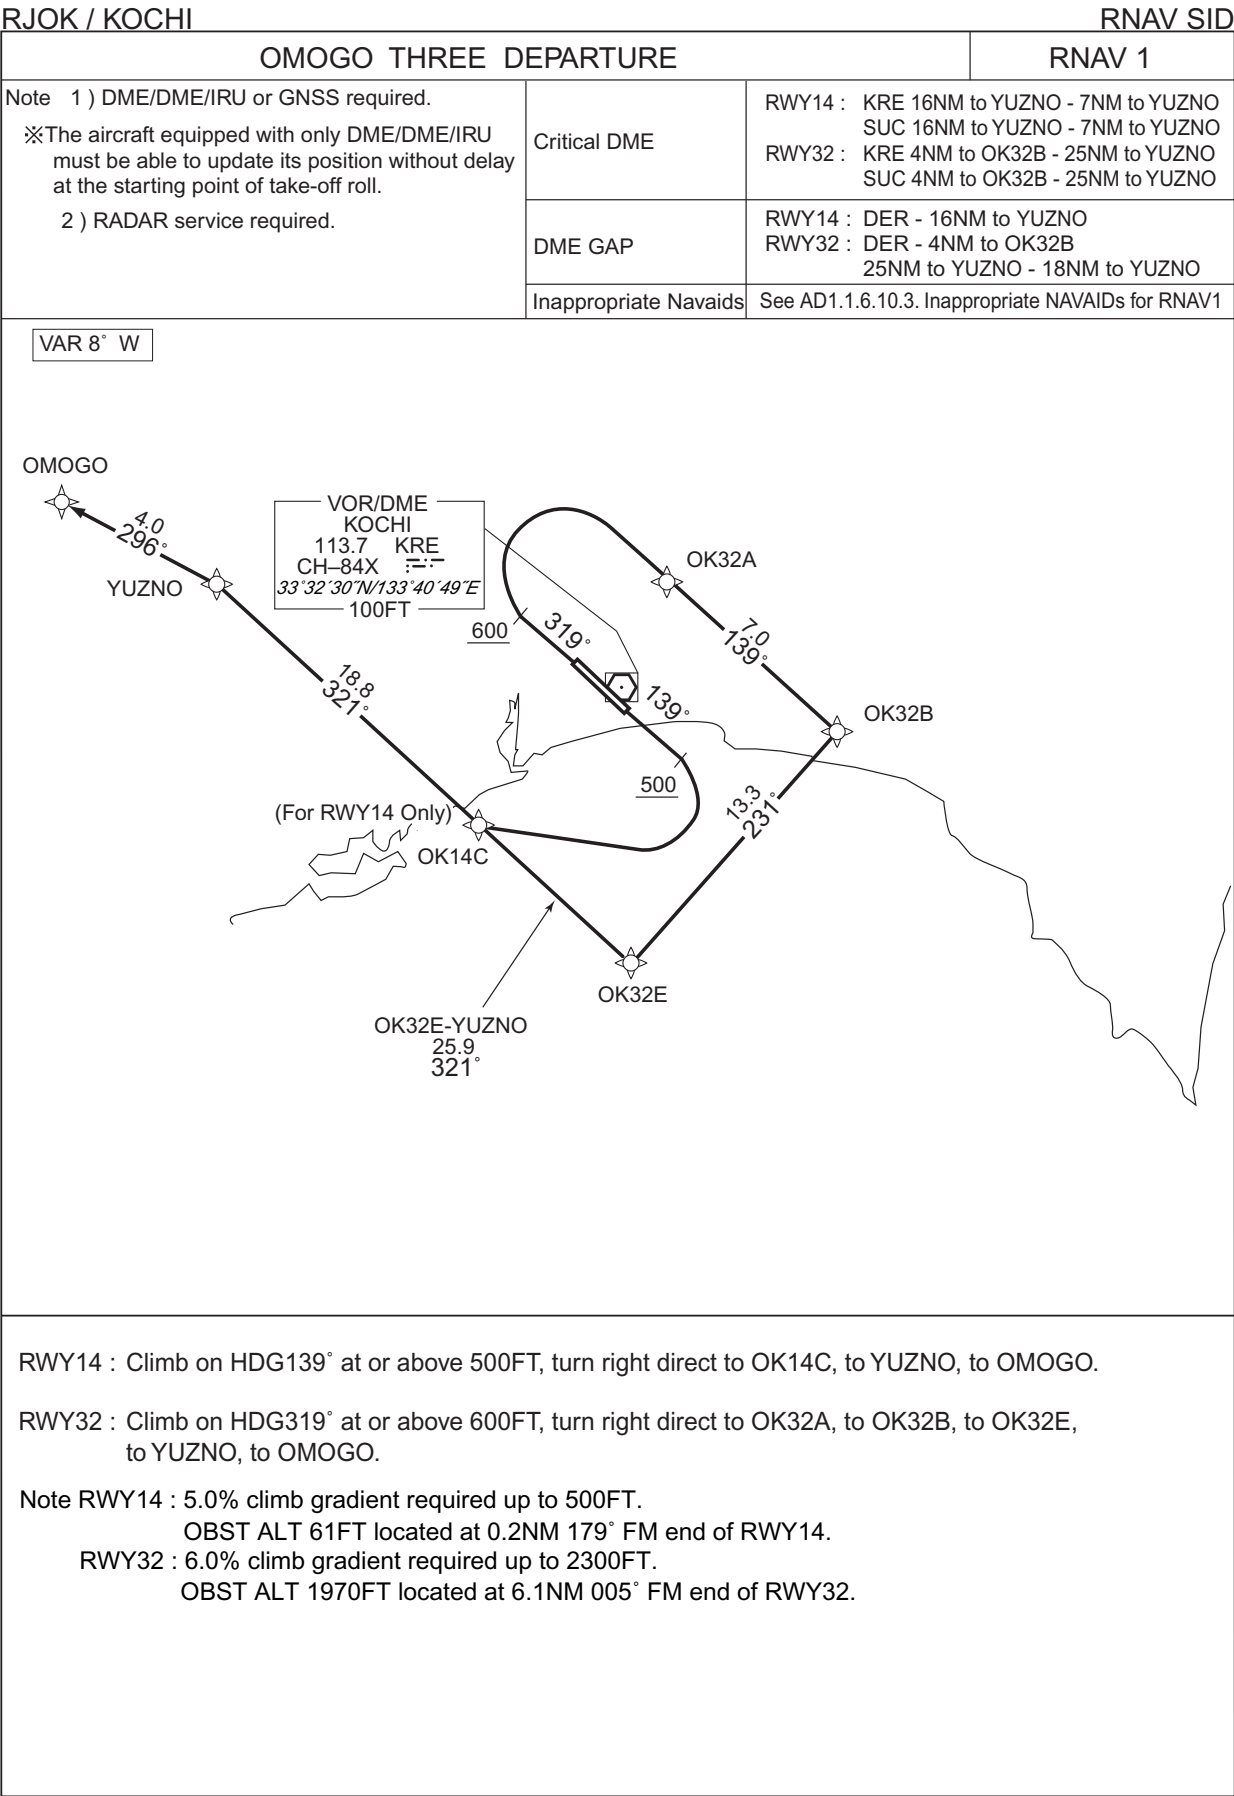 RJOK / KOCHI
RNAV SID
OMOGO THREE DEPARTURE
RNAV 1
Note 1 ) DME/DME/IRU or GNSS required.
※The aircraft equipped with only DME/DME/IRU
must be able to update its position without delay
at the starting point of take-off roll.
2 ) RADAR service required.
Critical DME
RWY14 : KRE 16NM to YUZNO - 7NM to YUZNO
SUC 16NM to YUZNO - 7NM to YUZNO
RWY32 : KRE 4NM to OK32B - 25NM to YUZNO
SUC 4NM to OK32B - 25NM to YUZNO
DME GAP
RWY14 : DER - 16NM to YUZNO
RWY32 : DER - 4NM to OK32B
25NM to YUZNO - 18NM to YUZNO
Inappropriate Navaids
See AD1.1.6.10.3. Inappropriate NAVAIDs for RNAV1
VAR 8° W
OMOGO
4.0
296°
YUZNO
VOR/DME
KOCHI
113.7 KRE
CH–84X
33°32´30˝N/133°40´49˝E
100FT
OK32A
600
319°
7.0
139°
18.8
321°
139°
OK32B
500
13.3
231°
(For RWY14 Only)
OK14C
OK32E
OK32E-YUZNO
25.9
321°
RWY14 : Climb on HDG139° at or above 500FT, turn right direct to OK14C, to YUZNO, to OMOGO.
RWY32 : Climb on HDG319° at or above 600FT, turn right direct to OK32A, to OK32B, to OK32E,
to YUZNO, to OMOGO.
Note RWY14 : 5.0% climb gradient required up to 500FT.
OBST ALT 61FT located at 0.2NM 179° FM end of RWY14.
RWY32 : 6.0% climb gradient required up to 2300FT.
OBST ALT 1970FT located at 6.1NM 005° FM end of RWY32.